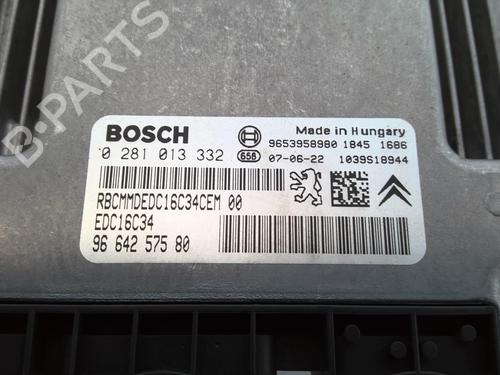 B-Parts
BOSCH
Made in Hungary
0 281 013 332
658
9653958980 1845 1686
07-06-22 1039S18944
RBCMMDEDC16C34CEM 00
EDC16C34
96 642 575 80